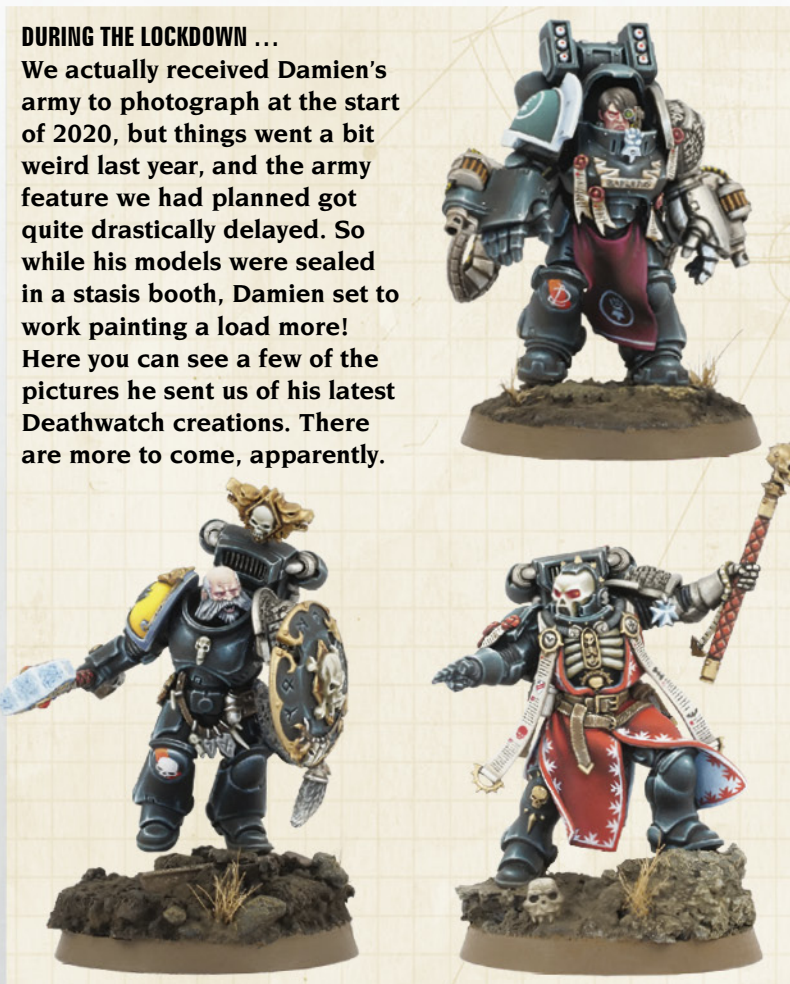 DURING THE LOCKDOWN ...
We actually received Damien's
army to photograph at the start
of 2020, but things went a bit
weird last year, and the army
feature we had planned got
quite drastically delayed. So
while his models were sealed
in a stasis booth, Damien set to
work painting a load more!
Here you can see a few of the
pictures he sent us of his latest
Deathwatch creations. There
are more to come, apparently.